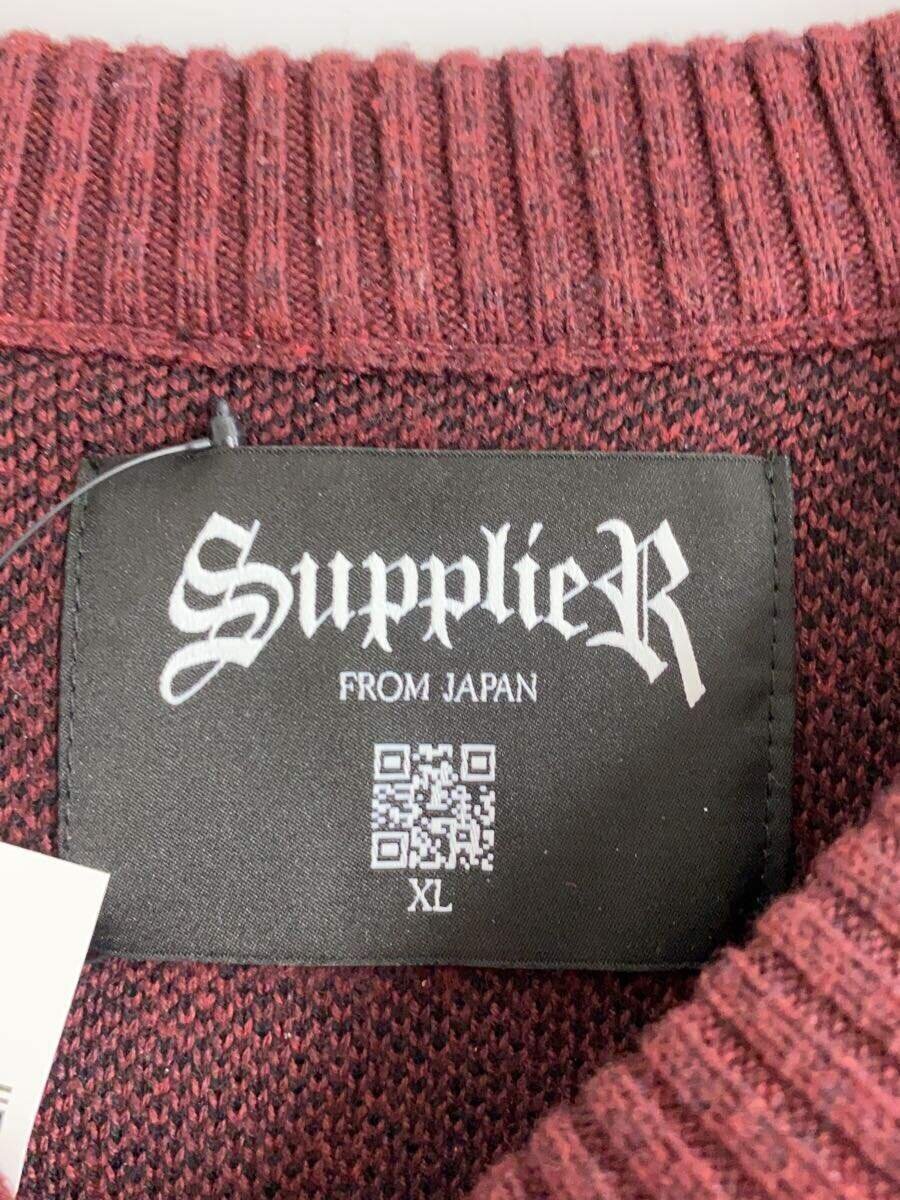 SupplieR
FROM JAPAN
XL